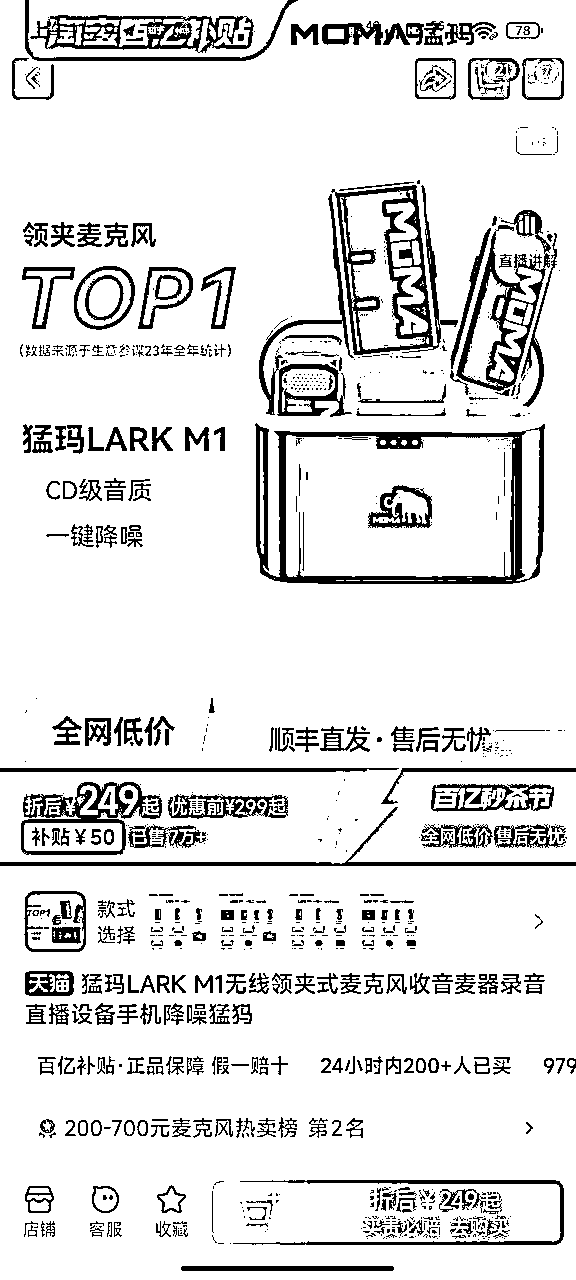 淘宝百亿补贴 MOMA猛玛
78
领夹麦克风
TOP1
直播讲解
(数据来源于生意参谋23年全年统计)
MOMA
MOMA
猛玛LARK M1
CD级音质
一键降噪
全网低价
顺丰直发·售后无忧
折后¥249起 优惠前¥299起
百亿秒杀节
补贴¥50 已售7万+
全网低价 售后无忧
款式
选择
天猫 猛玛LARK M1无线领夹式麦克风收音麦器录音
直播设备手机降噪猛犸
百亿补贴·正品保障 假一赔十 24小时内200+人已买 979
200-700元麦克风热卖榜 第2名
店铺 客服 收藏
折后¥249起
买贵必赔 去购买